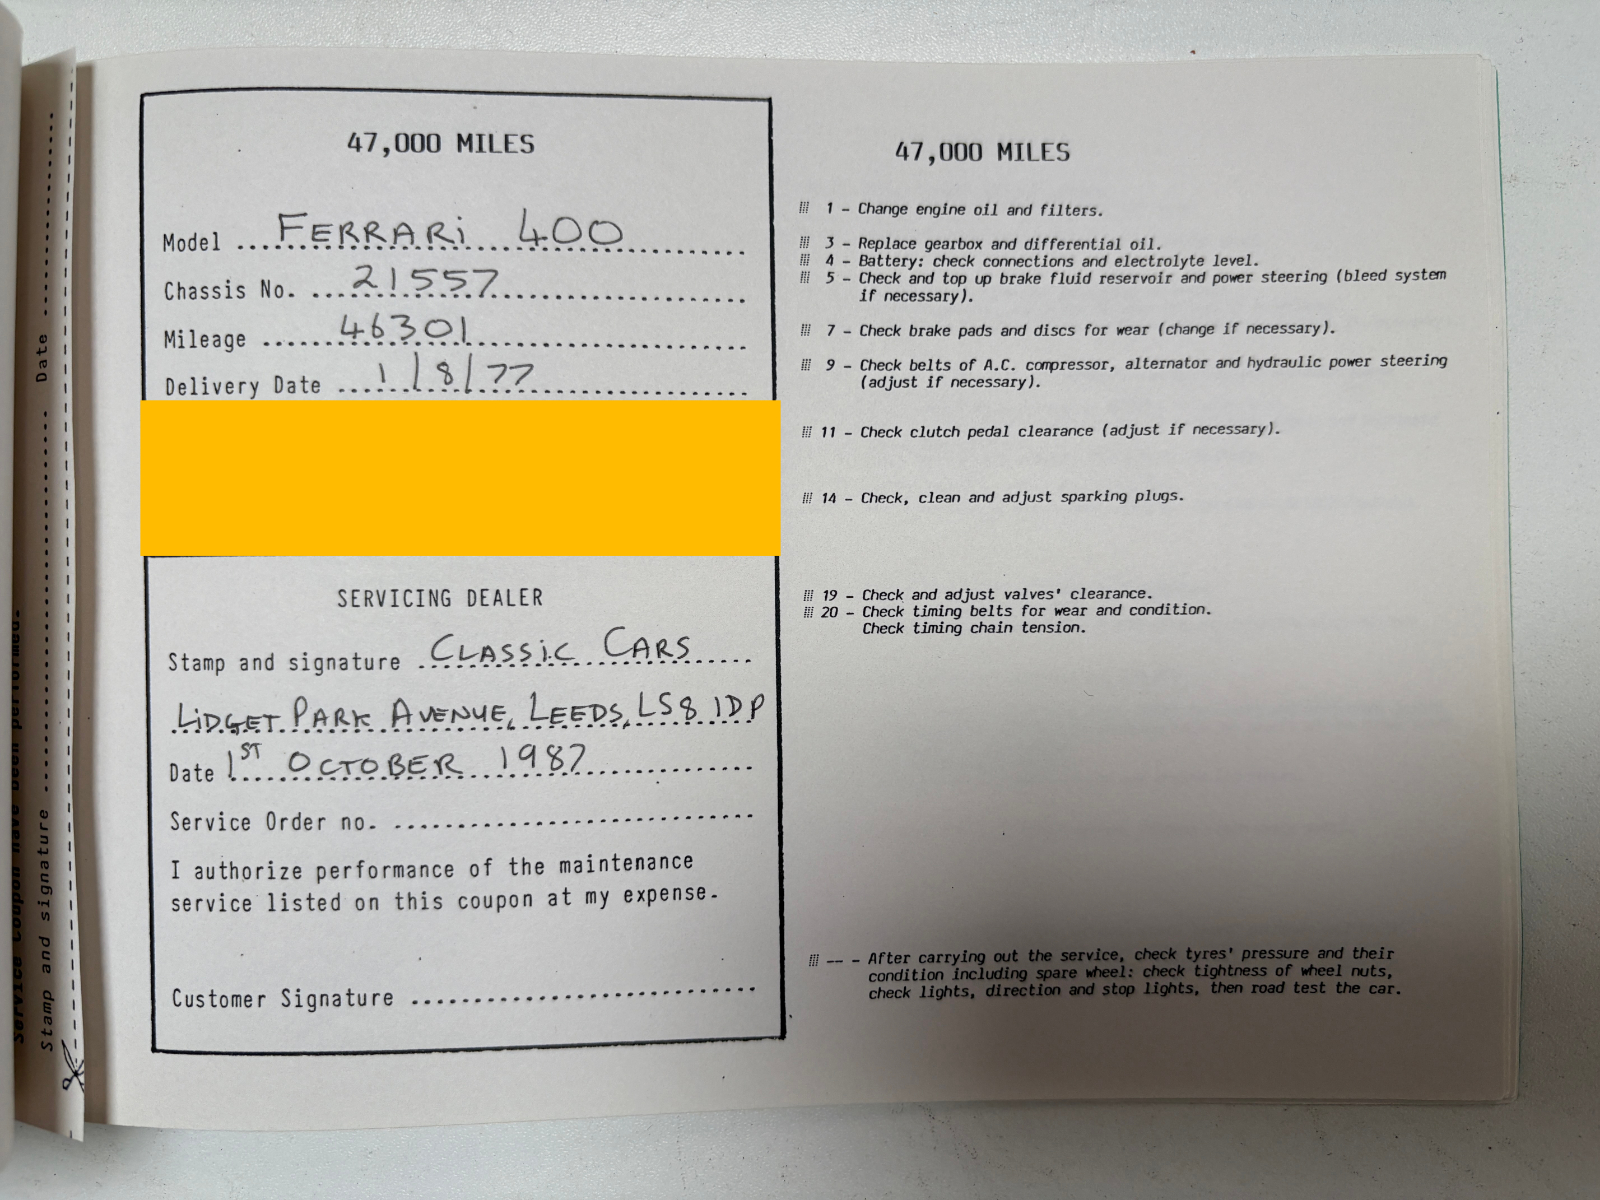 47,000 MILES
Model ....FERRARi 400........
Chassis No. ....21557........
Mileage ....46301........
Delivery Date ....1/8/77........
SERVICING DEALER
Stamp and signature ..CLASSiC CARS......
LiDGET PARK AVENUE, LEEDS, LS8 1DP
Date 1ST OCTOBER 1987........
Service Order no. ........
I authorize performance of the maintenance
service listed on this coupon at my expense.
Customer Signature ........
47,000 MILES
1 - Change engine oil and filters.
3 - Replace gearbox and differential oil.
4 - Battery: check connections and electrolyte level.
5 - Check and top up brake fluid reservoir and power steering (bleed system
if necessary).
7 - Check brake pads and discs for wear (change if necessary).
9 - Check belts of A.C. compressor, alternator and hydraulic power steering
(adjust if necessary).
11 - Check clutch pedal clearance (adjust if necessary).
14 - Check, clean and adjust sparking plugs.
19 - Check and adjust valves' clearance.
20 - Check timing belts for wear and condition.
Check timing chain tension.
-- - After carrying out the service, check tyres' pressure and their
condition including spare wheel: check tightness of wheel nuts,
check lights, direction and stop lights, then road test the car.
Service Coupon have been performed.
Stamp and signature ........ Date ........